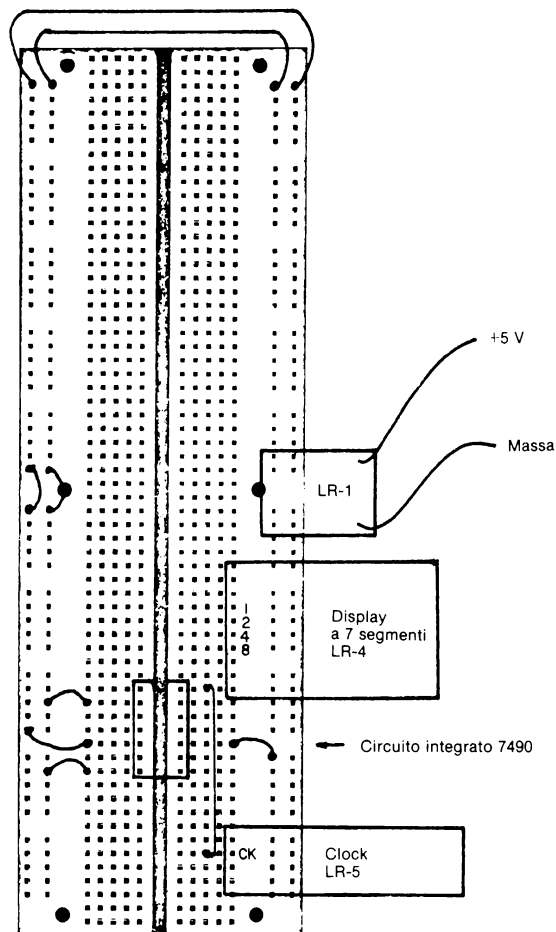 +5 V
Massa
LR-1
1
2
4
8
Display
a 7 segmenti
LR-4
Circuito integrato 7490
CK
Clock
LR-5